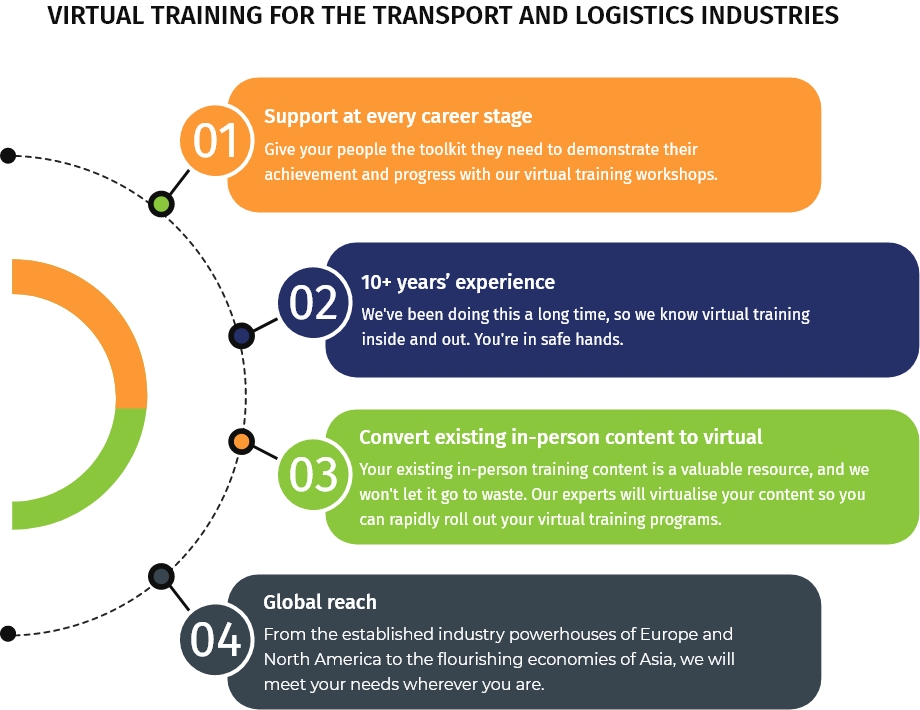 VIRTUAL TRAINING FOR THE TRANSPORT AND LOGISTICS INDUSTRIES
01
Support at every career stage
Give your people the toolkit they need to demonstrate their
achievement and progress with our virtual training workshops.
02
10+ years’ experience
We've been doing this a long time, so we know virtual training
inside and out. You're in safe hands.
03
Convert existing in-person content to virtual
Your existing in-person training content is a valuable resource, and we
won't let it go to waste. Our experts will virtualise your content so you
can rapidly roll out your virtual training programs.
04
Global reach
From the established industry powerhouses of Europe and
North America to the flourishing economies of Asia, we will
meet your needs wherever you are.